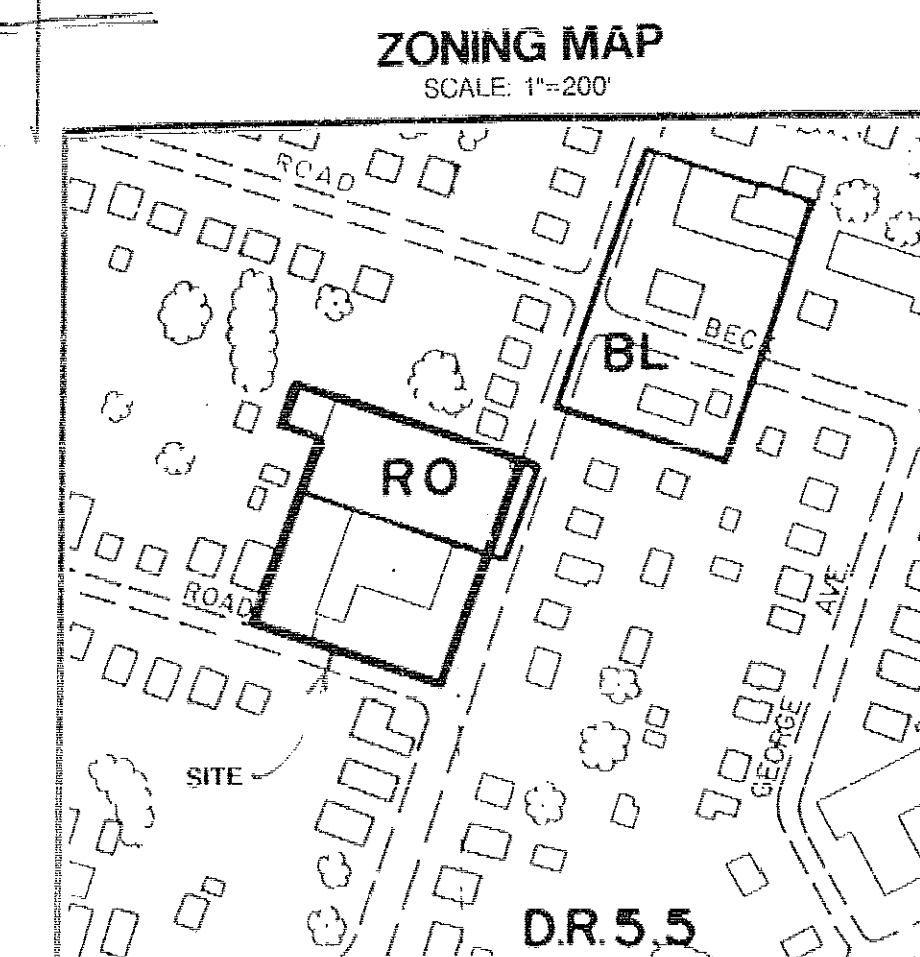 ZONING MAP
SCALE: 1"=200'
ROAD
BL
BEC
RO
ROAD
AVE.
GEORGE
SITE
D.R. 5.5